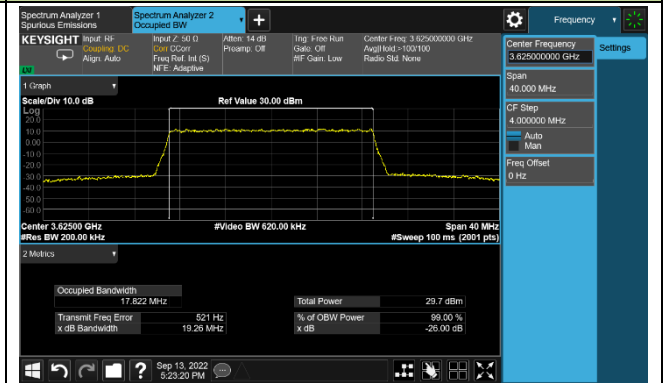 Spectrum Analyzer 1
Spurious Emissions
Spectrum Analyzer 2
Occupied BW
+
Frequency
KEYSIGHT
Input: RF
Coupling: DC
Align: Auto
Input Z: 50 Ω
Corr CCorr
Freq Ref: Int (S)
NFE: Adaptive
Atten: 14 dB
Preamp: Off
Trig: Free Run
Gate: Off
#IF Gain: Low
Center Freq: 3.625000000 GHz
Avg|Hold:>100/100
Radio Std: None
LXI
1 Graph
Scale/Div 10.0 dB
Ref Value 30.00 dBm
Log
20.0
10.0
0.00
-10.0
-20.0
-30.0
-40.0
-50.0
-60.0
Center 3.62500 GHz
#Video BW 620.00 kHz
Span 40 MHz
#Res BW 200.00 kHz
#Sweep 100 ms (2001 pts)
2 Metrics
Occupied Bandwidth
17.822 MHz
Total Power
29.7 dBm
Transmit Freq Error
521 Hz
% of OBW Power
99.00 %
x dB Bandwidth
19.26 MHz
x dB
-26.00 dB
Sep 13, 2022
5:23:20 PM
?
Center Frequency
3.625000000 GHz
Settings
Span
40.000 MHz
CF Step
4.000000 MHz
Auto
Man
Freq Offset
0 Hz